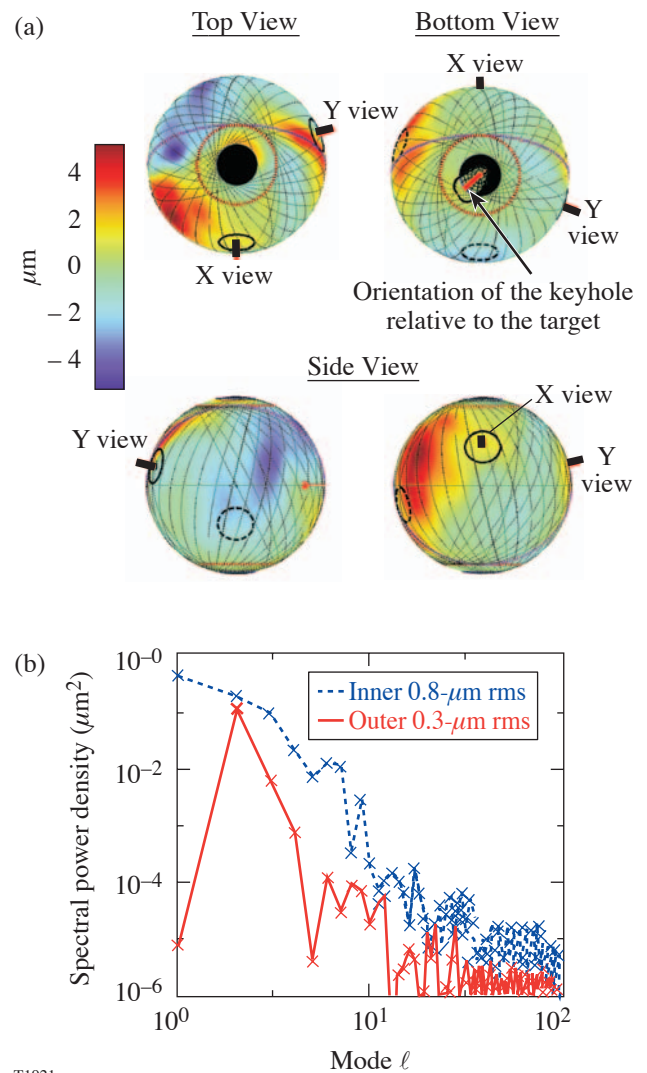 (a)
Top View
Bottom View
X view
Y view
μm
4
2
0
– 2
– 4
X view
Y
view
Orientation of the keyhole
relative to the target
Side View
Y view
X view
Y
view
(b)
Spectral power density (μm²)
10⁻⁰
10⁻²
10⁻⁴
10⁻⁶
Inner 0.8-μm rms
Outer 0.3-μm rms
10⁰
10¹
10²
Mode ℓ